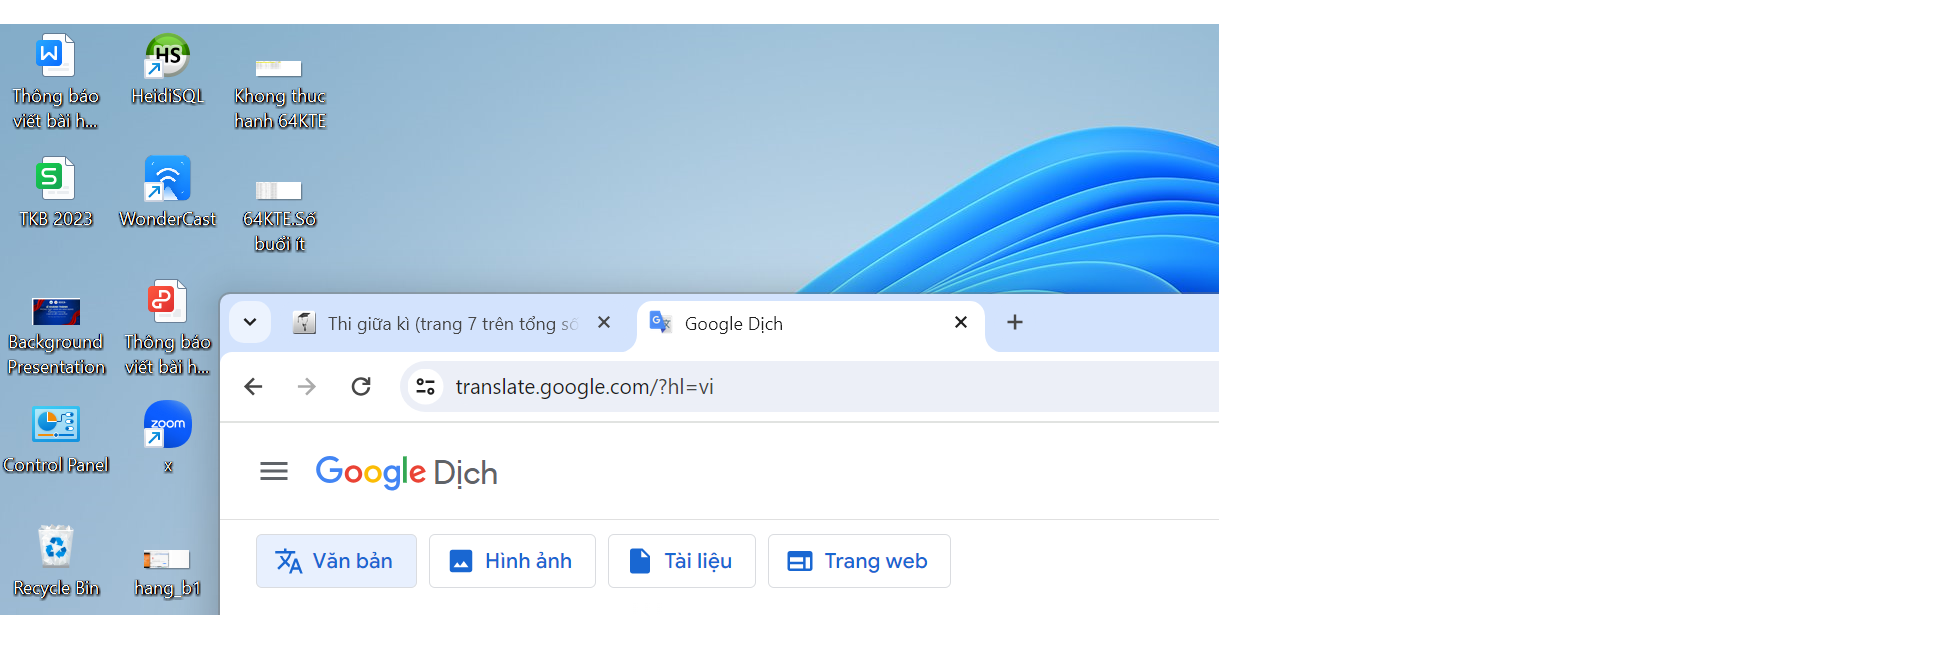 Thông báo
viết bài h...
HeidiSQL
Khong thuc
hanh 64KTE
TKB 2023
WonderCast
64KTE.Số
buổi ít
Background
Presentation
Thông báo
viết bài h...
Control Panel
zoom
x
Recycle Bin
hang_b1
Thi giữa kì (trang 7 trên tổng số
Google Dịch
translate.google.com/?hl=vi
Google Dịch
Văn bản
Hình ảnh
Tài liệu
Trang web